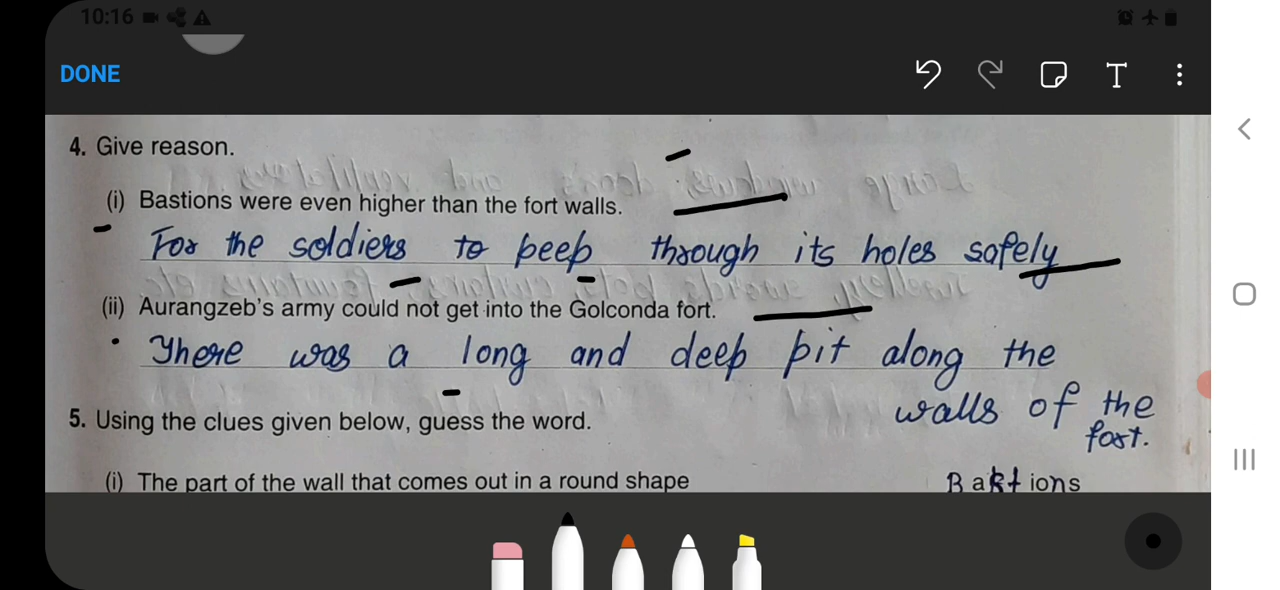 10:16
DONE
T
4. Give reason.
(i) Bastions were even higher than the fort walls.
For the soldiers to peep through its holes safely
(ii) Aurangzeb's army could not get into the Golconda fort.
There was a long and deep pit along the
walls of the
fort.
5. Using the clues given below, guess the word.
(i) The part of the wall that comes out in a round shape
Bastions